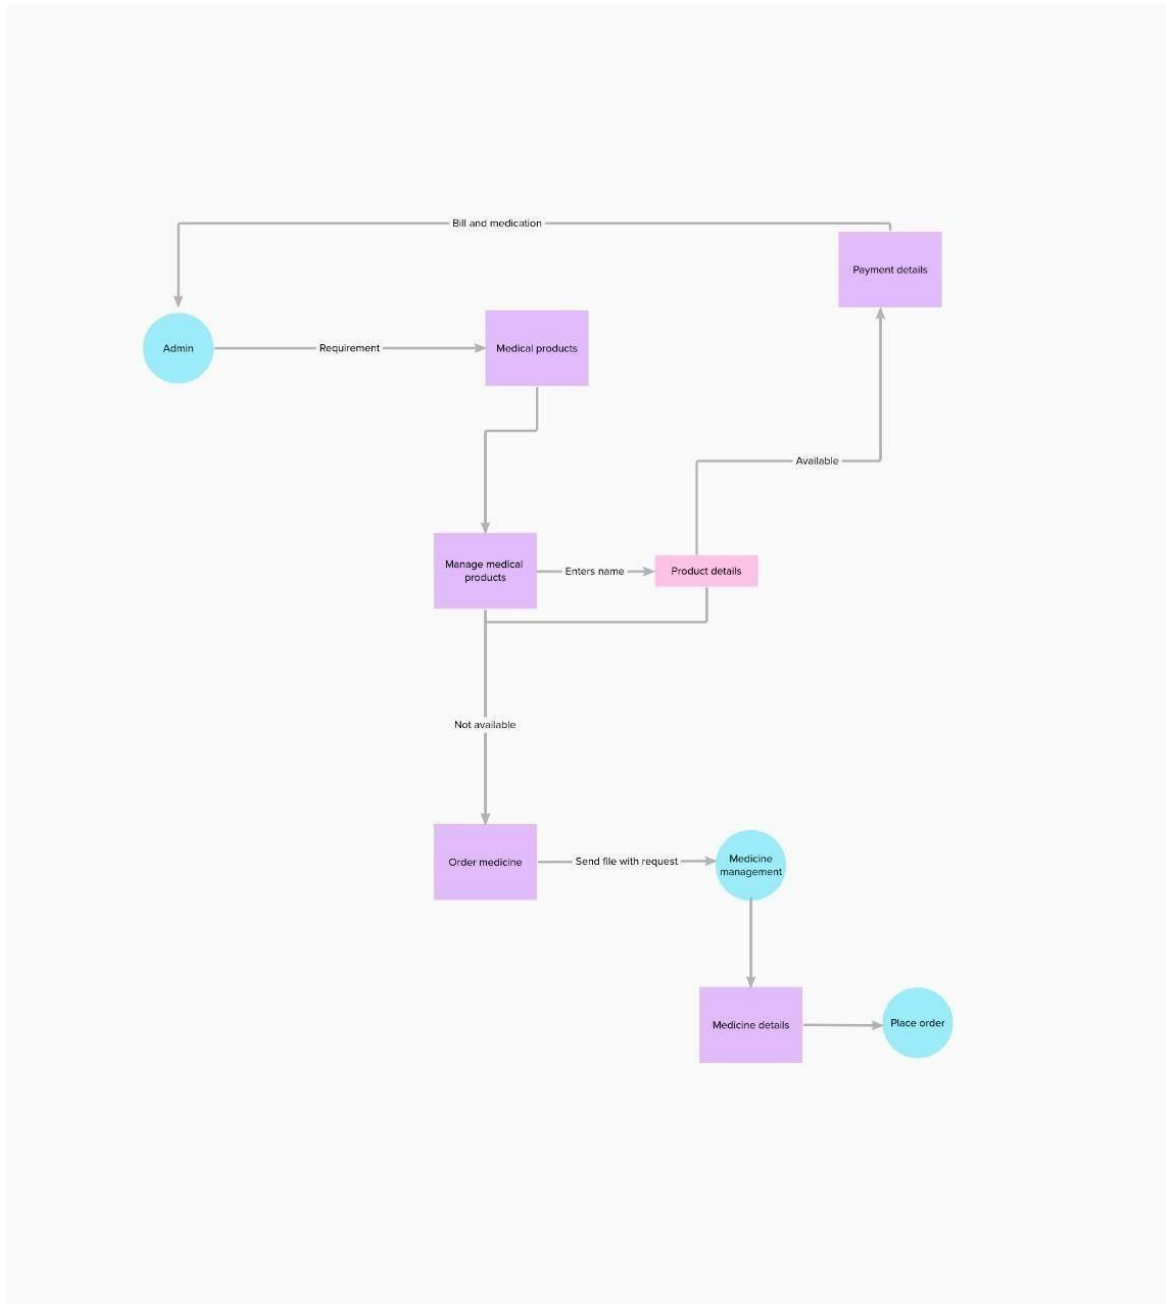 Bill and medication
Payment details
Admin
Requirement
Medical products
Available
Manage medical
products
Enters name
Product details
Not available
Order medicine
Send file with request
Medicine
management
Medicine details
Place order